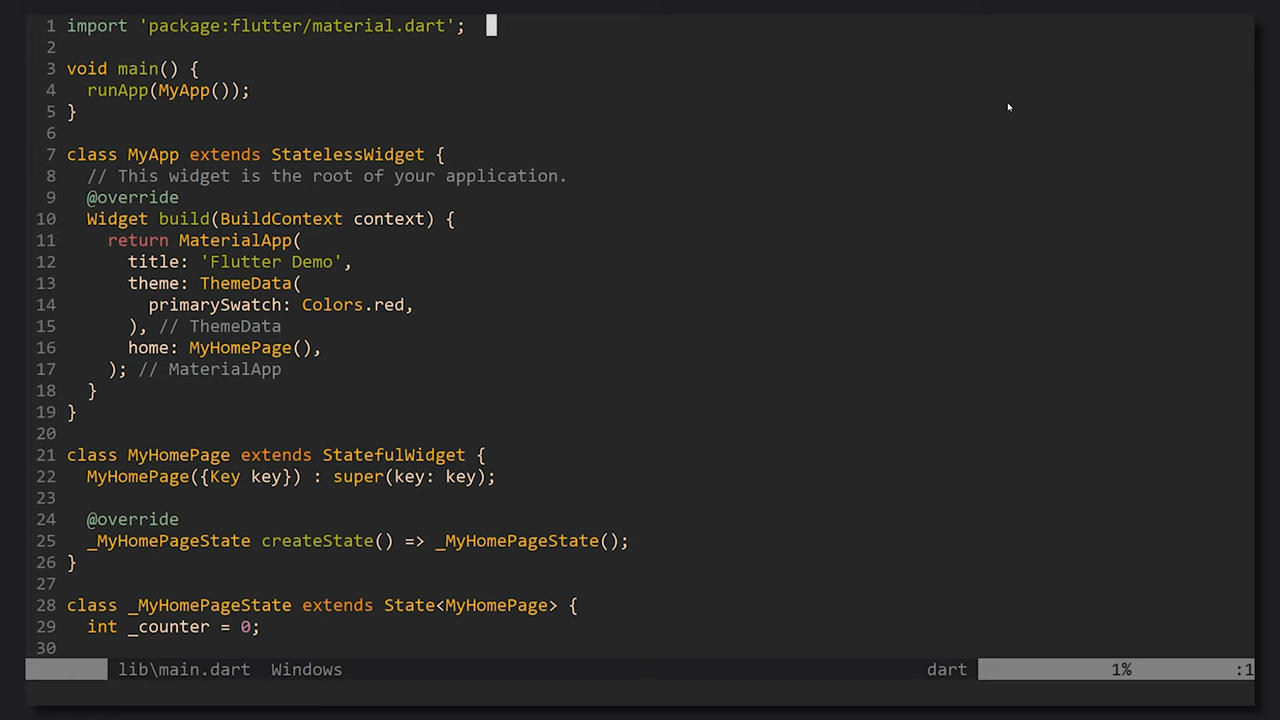 1 import 'package:flutter/material.dart';
2
3 void main() {
4   runApp(MyApp());
5 }
6
7 class MyApp extends StatelessWidget {
8   // This widget is the root of your application.
9   @override
10   Widget build(BuildContext context) {
11     return MaterialApp(
12       title: 'Flutter Demo',
13       theme: ThemeData(
14         primarySwatch: Colors.red,
15       ), // ThemeData
16       home: MyHomePage(),
17     ); // MaterialApp
18   }
19 }
20
21 class MyHomePage extends StatefulWidget {
22   MyHomePage({Key key}) : super(key: key);
23
24   @override
25   _MyHomePageState createState() => _MyHomePageState();
26 }
27
28 class _MyHomePageState extends State<MyHomePage> {
29   int _counter = 0;
30
lib\main.dart  Windows  dart  1%  :1